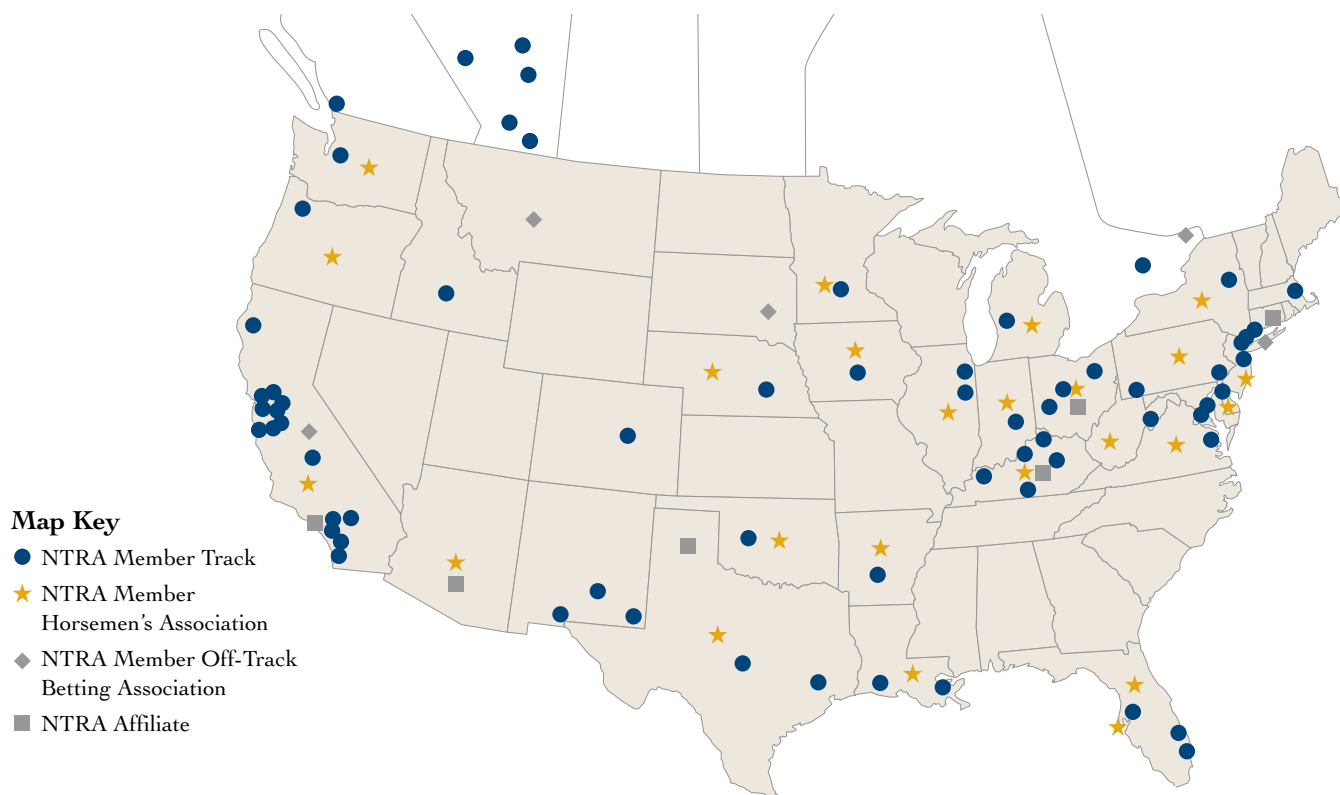 Map Key
NTRA Member Track
NTRA Member
Horsemen’s Association
NTRA Member Off-Track
Betting Association
NTRA Affiliate